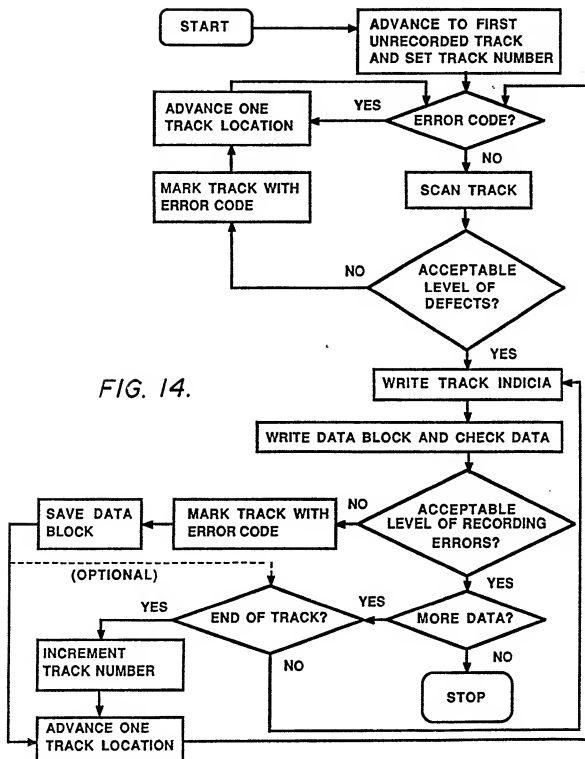 START
ADVANCE TO FIRST
UNRECORDED TRACK
AND SET TRACK NUMBER
ADVANCE ONE
TRACK LOCATION
YES
ERROR CODE?
NO
MARK TRACK WITH
ERROR CODE
SCAN TRACK
NO
ACCEPTABLE
LEVEL OF
DEFECTS?
YES
FIG. 14.
WRITE TRACK INDICIA
WRITE DATA BLOCK AND CHECK DATA
SAVE DATA
BLOCK
MARK TRACK WITH
ERROR CODE
NO
ACCEPTABLE
LEVEL OF RECORDING
ERRORS?
(OPTIONAL)
YES
YES
END OF TRACK?
YES
MORE DATA?
INCREMENT
TRACK NUMBER
NO
NO
STOP
ADVANCE ONE
TRACK LOCATION